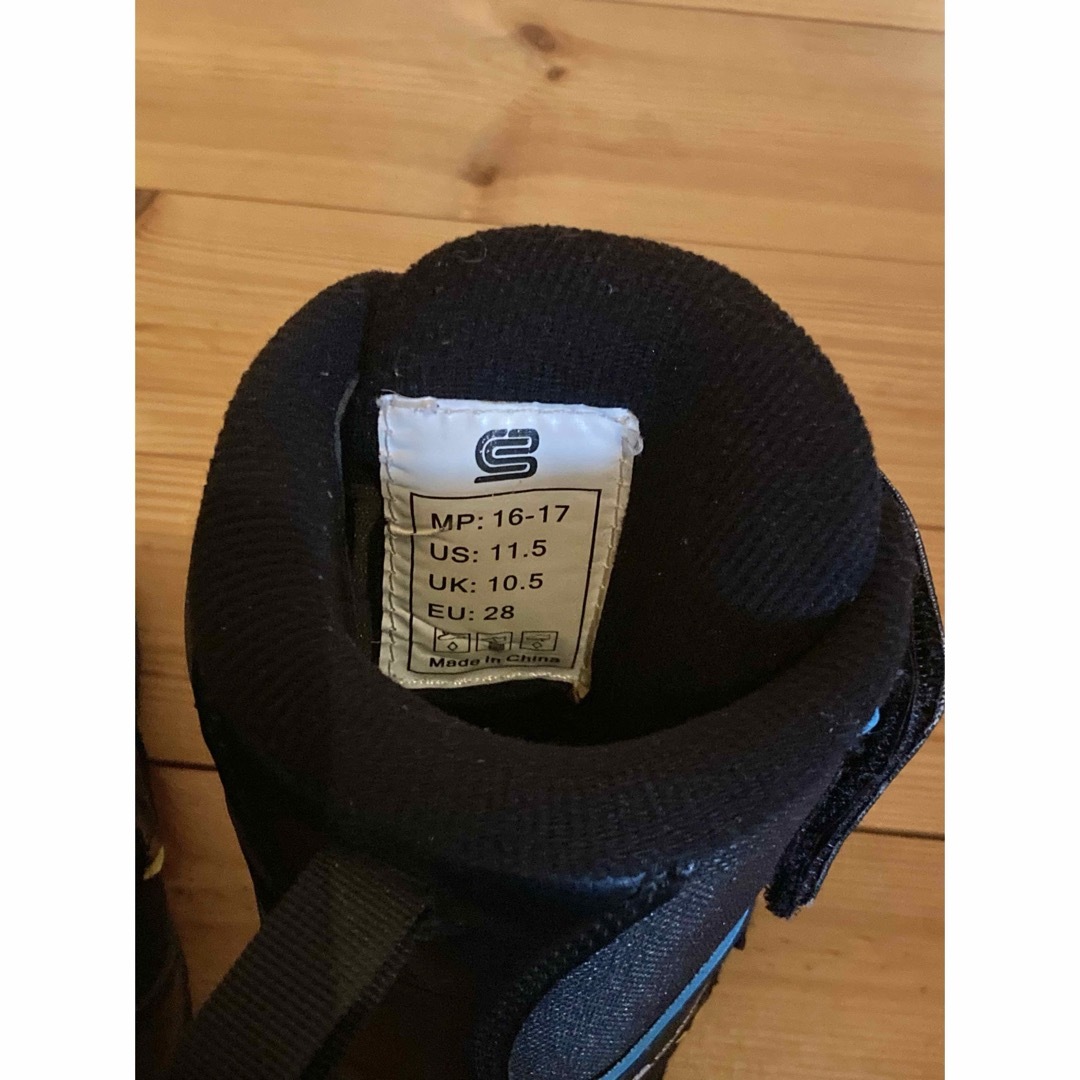 MP: 16-17
US: 11.5
UK: 10.5
EU: 28
Made in China